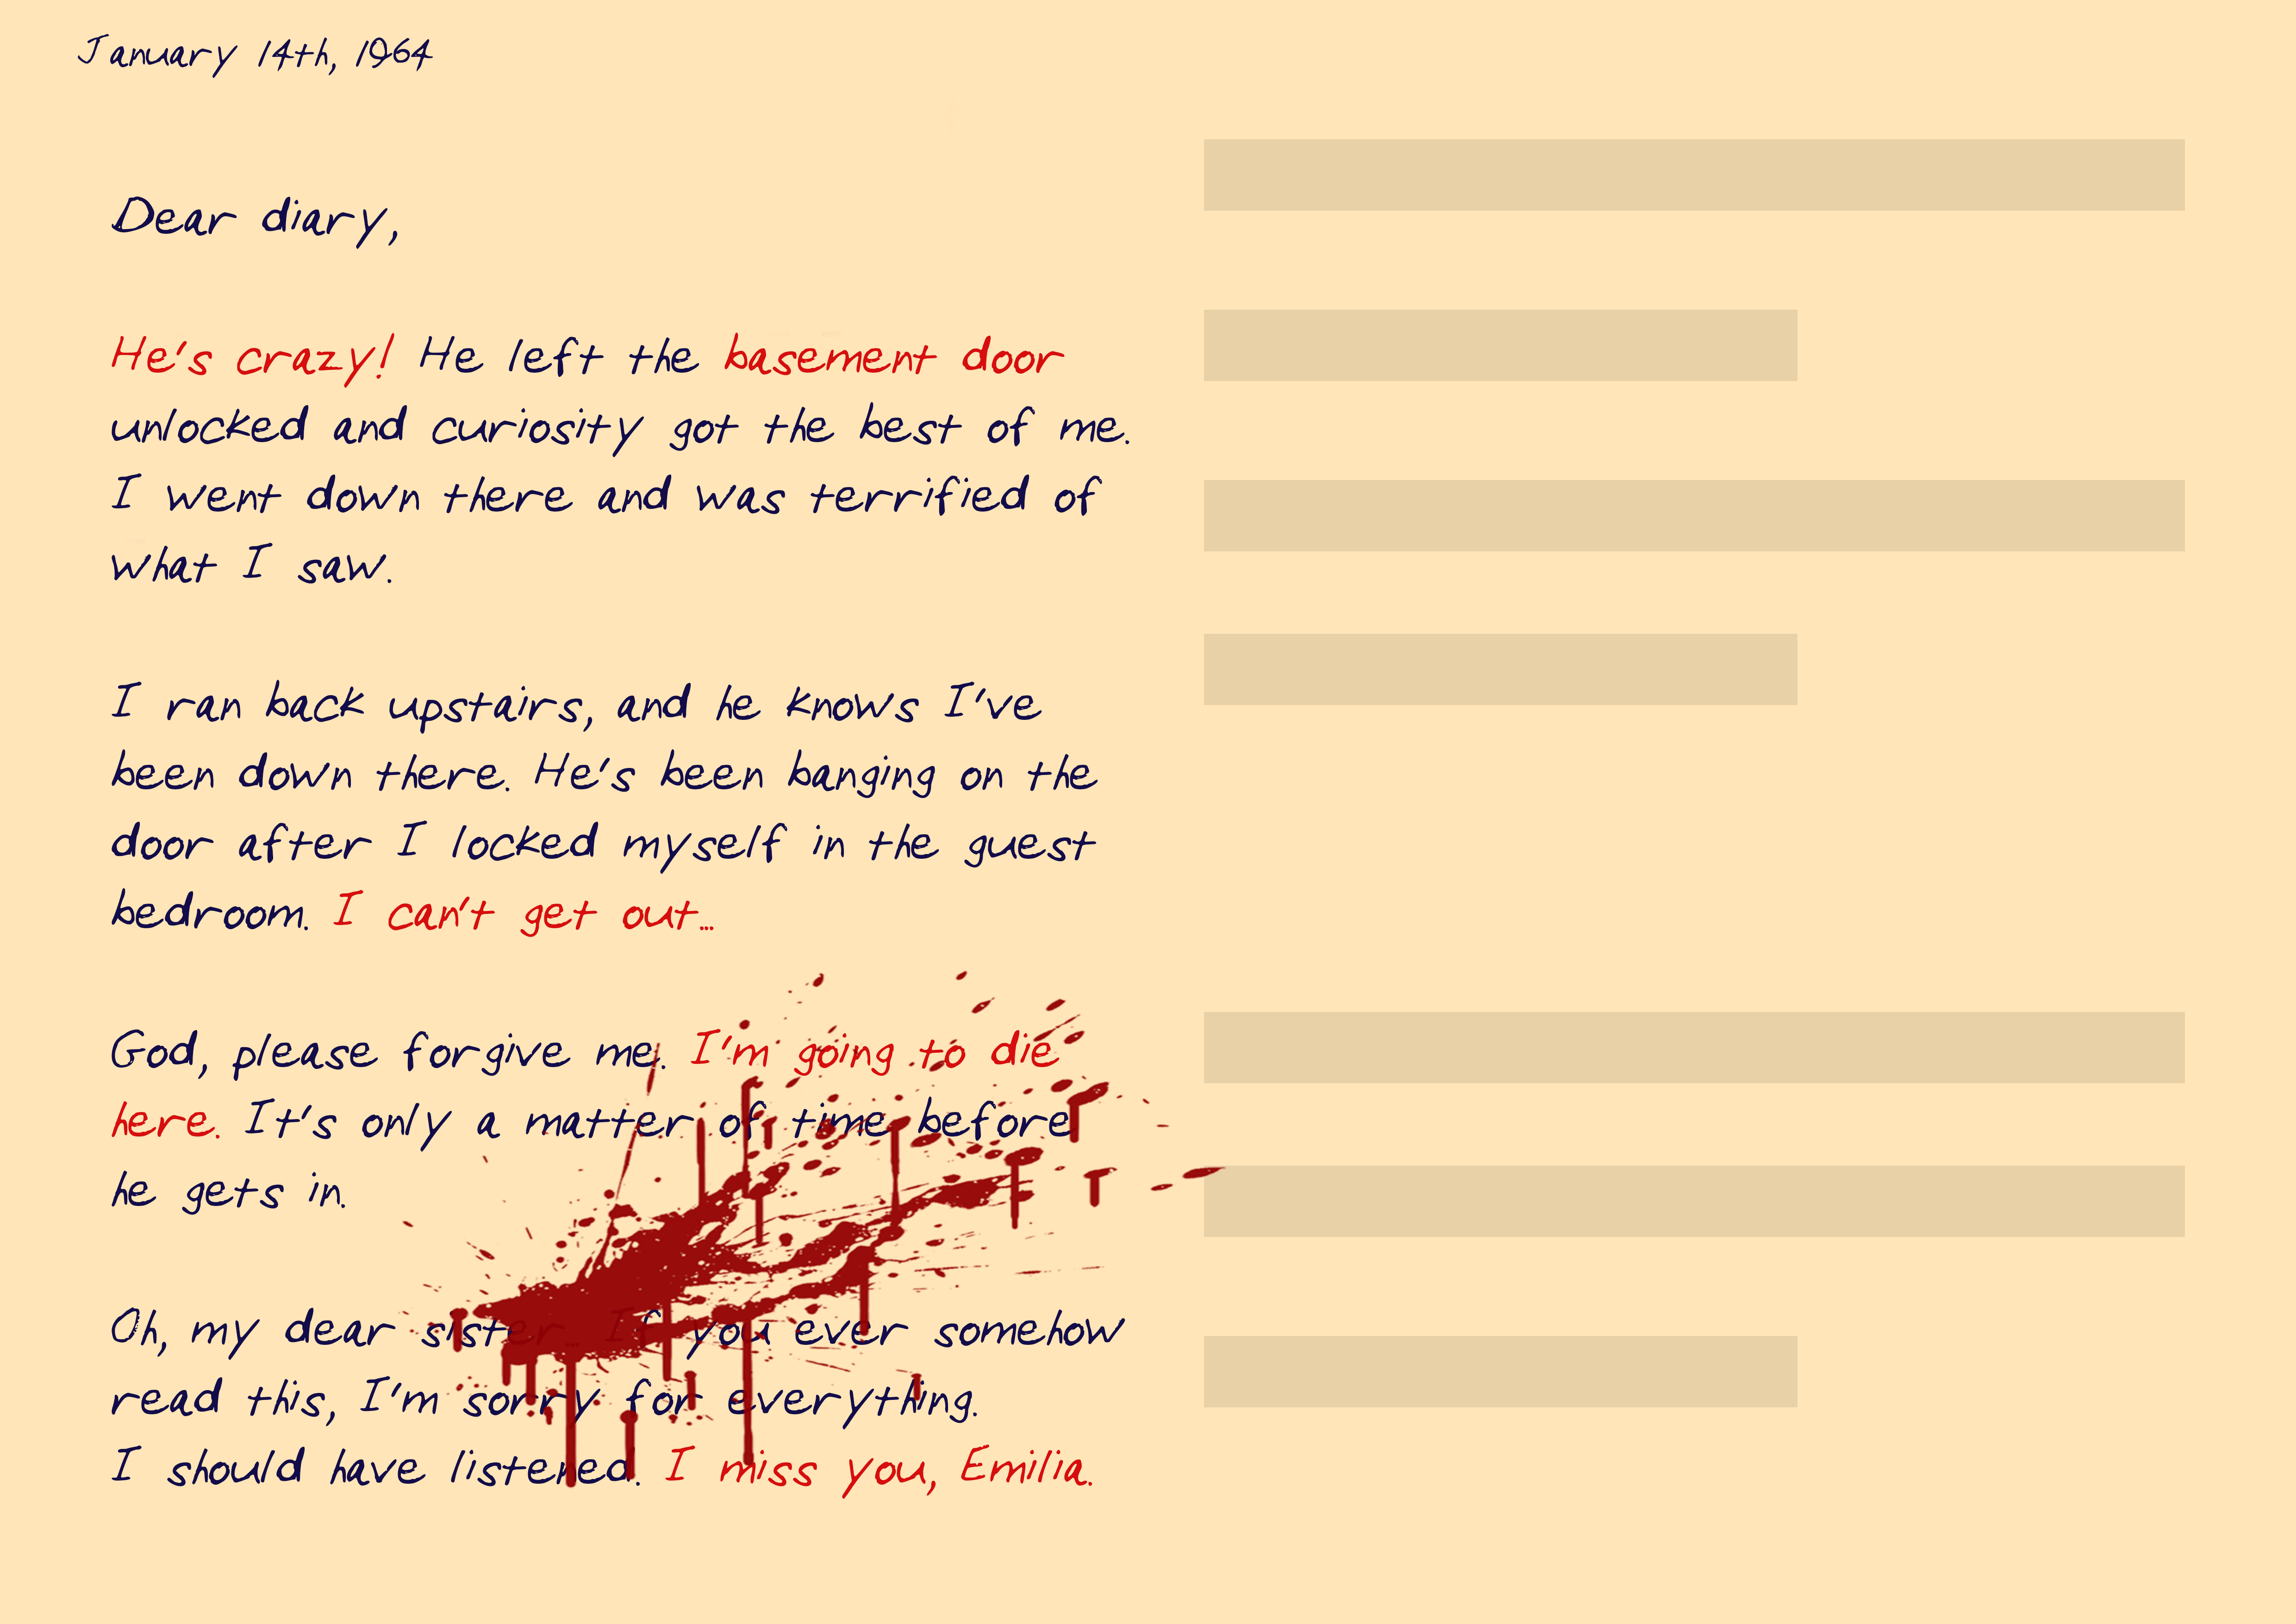 January 14th, 1964
Dear diary,
He's crazy! He left the basement door
unlocked and curiosity got the best of me.
I went down there and was terrified of
what I saw.
I ran back upstairs, and he knows I've
been down there. He's been banging on the
door after I locked myself in the guest
bedroom. I can't get out...
God, please forgive me. I'm going to die
here. It's only a matter of time before
he gets in.
Oh, my dear sister... If you ever somehow
read this, I'm sorry for everything.
I should have listened. I miss you, Emilia.